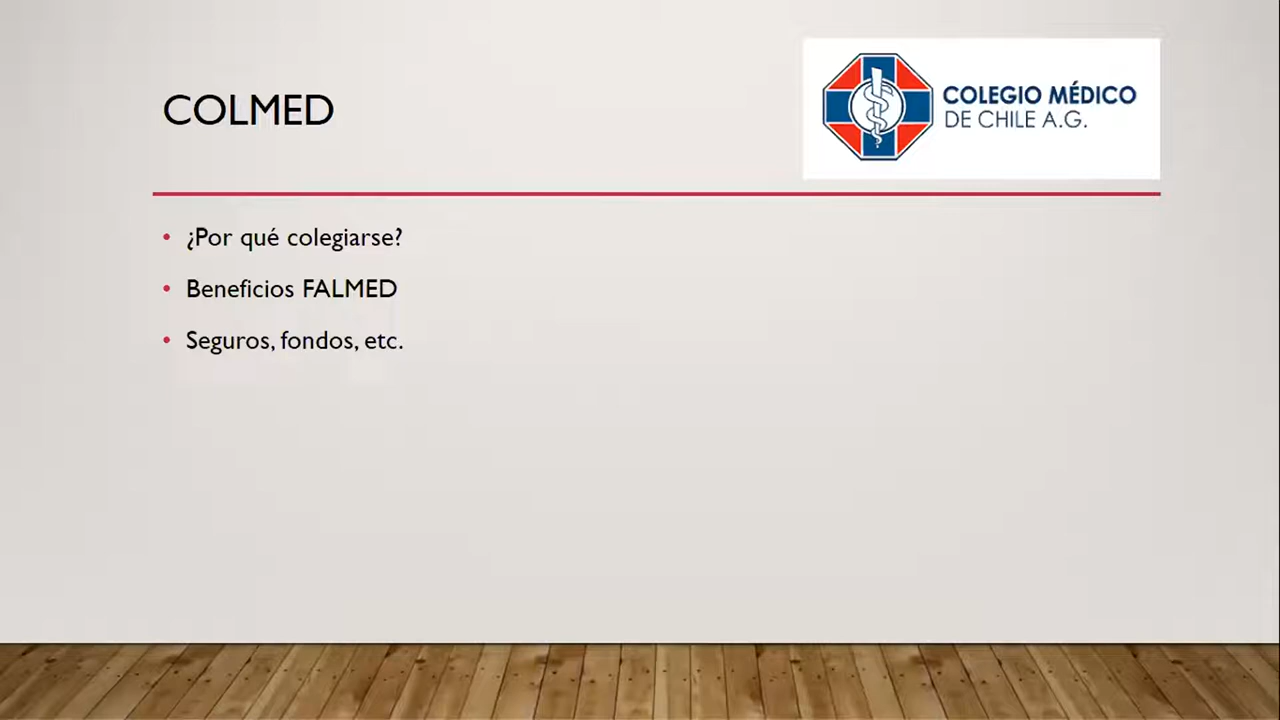 COLMED
COLEGIO MÉDICO
DE CHILE A.G.
• ¿Por qué colegiarse?
• Beneficios FALMED
• Seguros, fondos, etc.